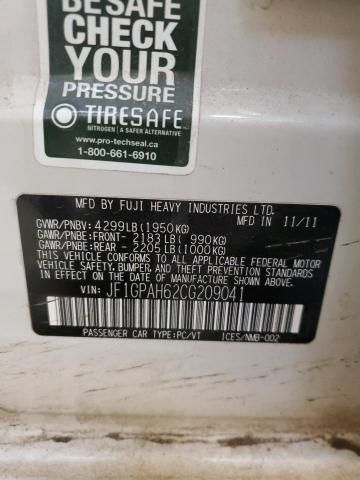 BE SAFE
CHECK
YOUR
PRESSURE
TIRESAFE
NITROGEN | A SAFER ALTERNATIVE
www.pro-techseal.ca
1-800-661-6910
MFD BY FUJI HEAVY INDUSTRIES LTD.
GVWR/PNBV: 4299LB(1950KG) 11/11
GAWR/PNBE:FRONT- 2183LB( 990KG)
GAWR/PNBE:REAR - 2205LB(1000KG)
THIS VEHICLE CONFORMS TO ALL APPLICABLE FEDERAL MOTOR
VEHICLE SAFETY, BUMPER, AND THEFT PREVENTION STANDARDS
IN EFFECT ON THE DATE OF MANUFACTURE SHOWN ABOVE.
VIN: JF1GPAH62CG209041
PASSENGER CAR TYPE:PC/VT ICES/NMB-002